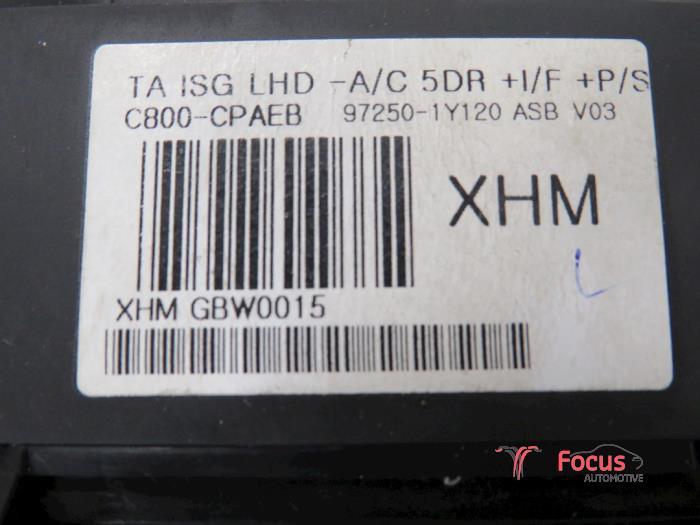 TA ISG LHD -A/C 5DR +I/F +P/S
C800-CPAEB 97250-1Y120 ASB V03
XHM
XHM GBW0015
Focus
AUTOMOTIVE